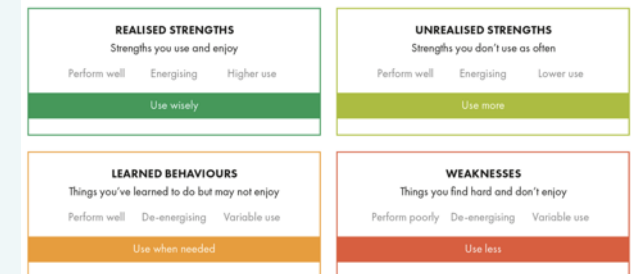 REALISED STRENGTHS
Strengths you use and enjoy
Perform well Energising Higher use
Use wisely
UNREALISED STRENGTHS
Strengths you don't use as often
Perform well Energising Lower use
Use more
LEARNED BEHAVIOURS
Things you've learned to do but may not enjoy
Perform well De-energising Variable use
Use when needed
WEAKNESSES
Things you find hard and don't enjoy
Perform poorly De-energising Variable use
Use less